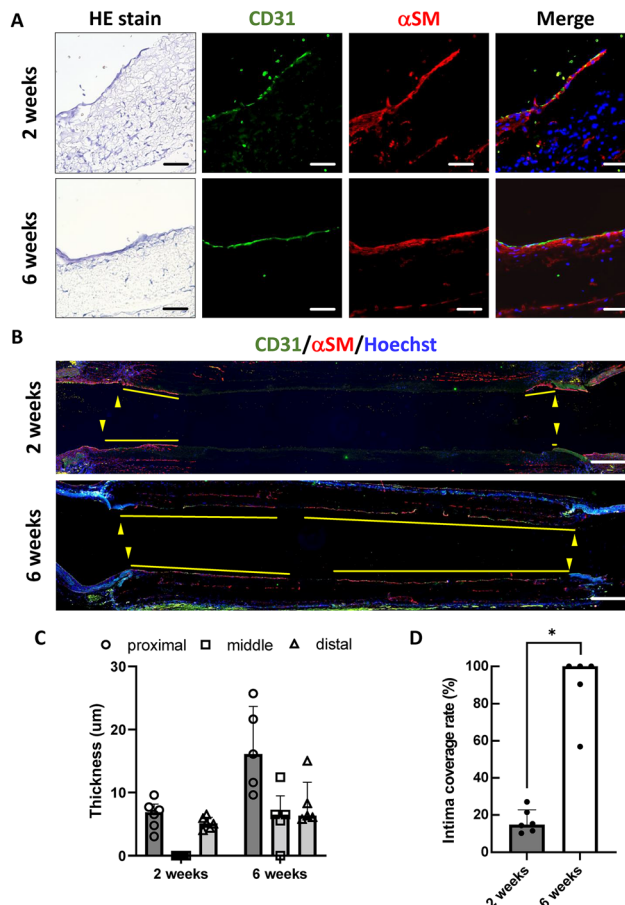 A
HE stain CD31 αSM Merge
2 weeks
6 weeks
B
CD31/αSM/Hoechst
2 weeks
6 weeks
C
proximal middle distal
Thickness (um)
30
20
10
0
2 weeks 6 weeks
D
*
Intima coverage rate (%)
100
80
60
40
20
0
2 weeks
6 weeks